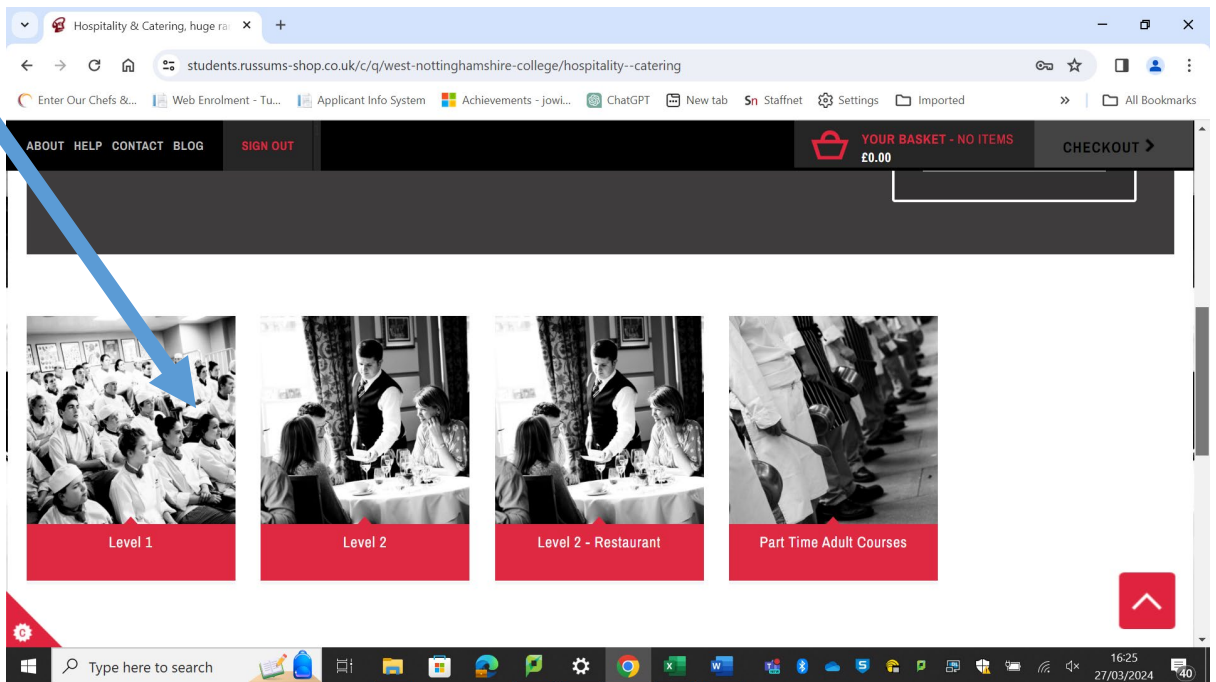 Hospitality & Catering, huge ra
students.russums-shop.co.uk/c/q/west-nottinghamshire-college/hospitality--catering
Enter Our Chefs &... Web Enrolment - Tu... Applicant Info System Achievements - jowi... ChatGPT New tab Sn Staffnet Settings Imported » All Bookmarks
ABOUT HELP CONTACT BLOG SIGN OUT YOUR BASKET - NO ITEMS
£0.00
CHECKOUT
Level 1 Level 2 Level 2 - Restaurant Part Time Adult Courses
Type here to search
16:25
27/03/2024
40